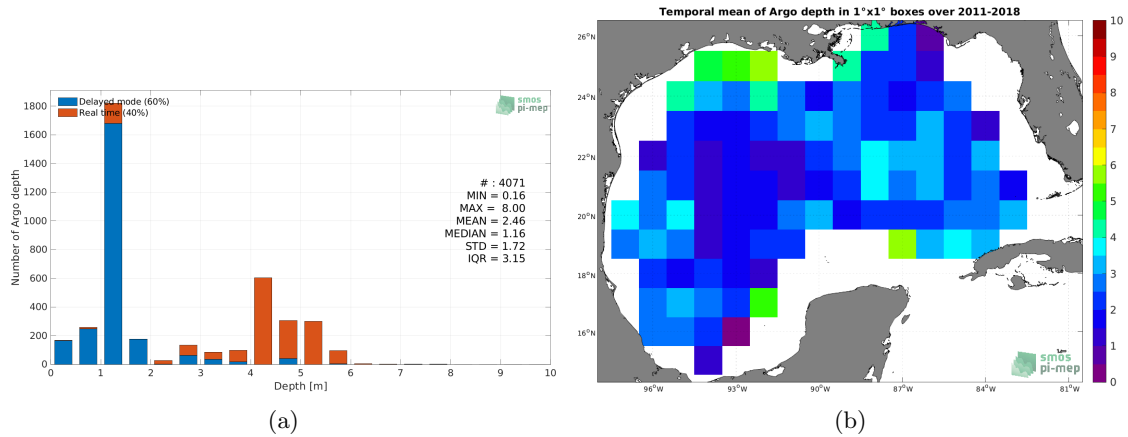 Temporal mean of Argo depth in 1°x1° boxes over 2011-2018
Delayed mode (60%)
Real time (40%)
smos
pi-mep
Number of Argo depth
1800
1600
1400
1200
1000
800
600
400
200
0
# : 4071
MIN = 0.16
MAX = 8.00
MEAN = 2.46
MEDIAN = 1.16
STD = 1.72
IQR = 3.15
0 1 2 3 4 5 6 7 8 9 10
Depth [m]
(a)
26°N
24°N
22°N
20°N
18°N
16°N
96°W 93°W 90°W 87°W 84°W 81°W
smos
pi-mep
10
9
8
7
6
5
4
3
2
1
0
(b)